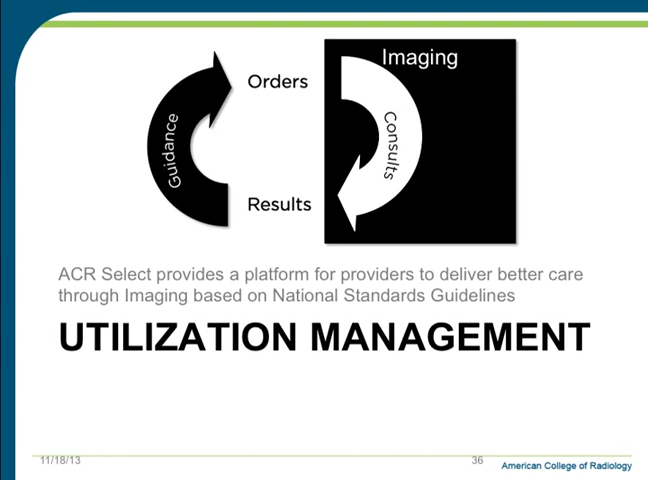 Imaging
Orders
Guidance
Consults
Results
ACR Select provides a platform for providers to deliver better care
through Imaging based on National Standards Guidelines
UTILIZATION MANAGEMENT
11/18/13
36
American College of Radiology